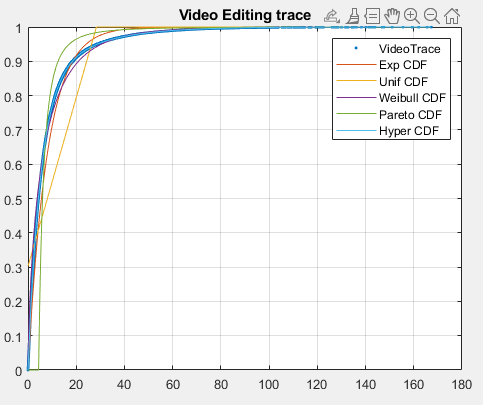 Video Editing trace
1
0.9
0.8
0.7
0.6
0.5
0.4
0.3
0.2
0.1
0
0 20 40 60 80 100 120 140 160 180
VideoTrace
Exp CDF
Unif CDF
Weibull CDF
Pareto CDF
Hyper CDF